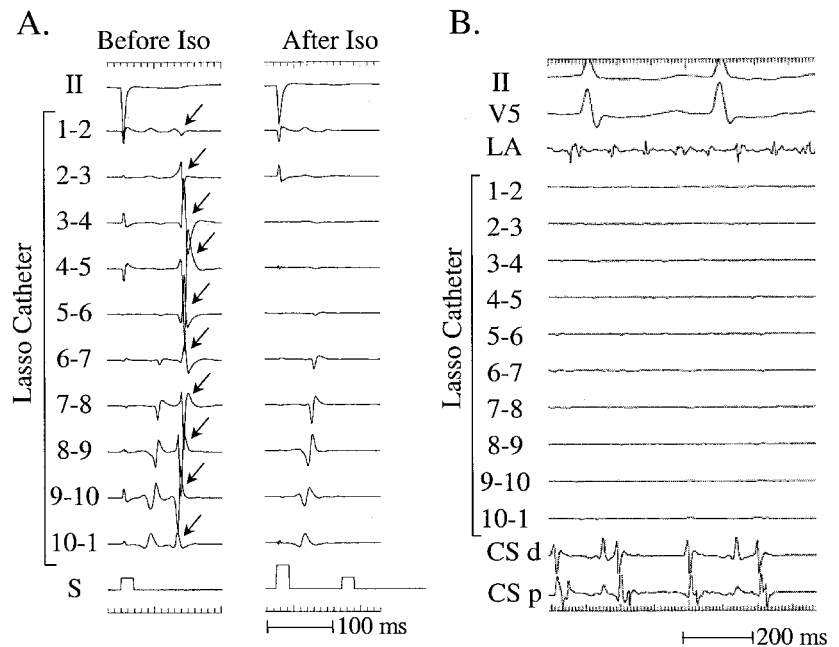 A.
Before Iso After Iso
II
1-2
2-3
3-4
4-5
5-6
6-7
7-8
8-9
9-10
10-1
S
Lasso Catheter
100 ms
B.
II
V5
LA
1-2
2-3
3-4
4-5
5-6
6-7
7-8
8-9
9-10
10-1
CS d
CS p
Lasso Catheter
200 ms